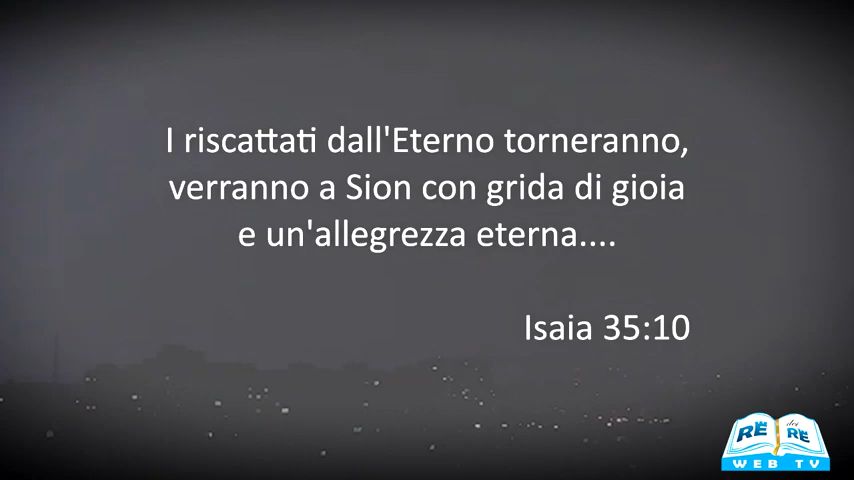 I riscattati dall'Eterno torneranno,
verranno a Sion con grida di gioia
e un'allegrezza eterna....
Isaia 35:10
RE dei RE
WEB TV